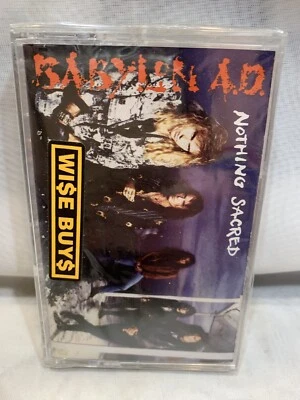 BABYLON A.D.
NOTHING SACRED
WI$E BUY$